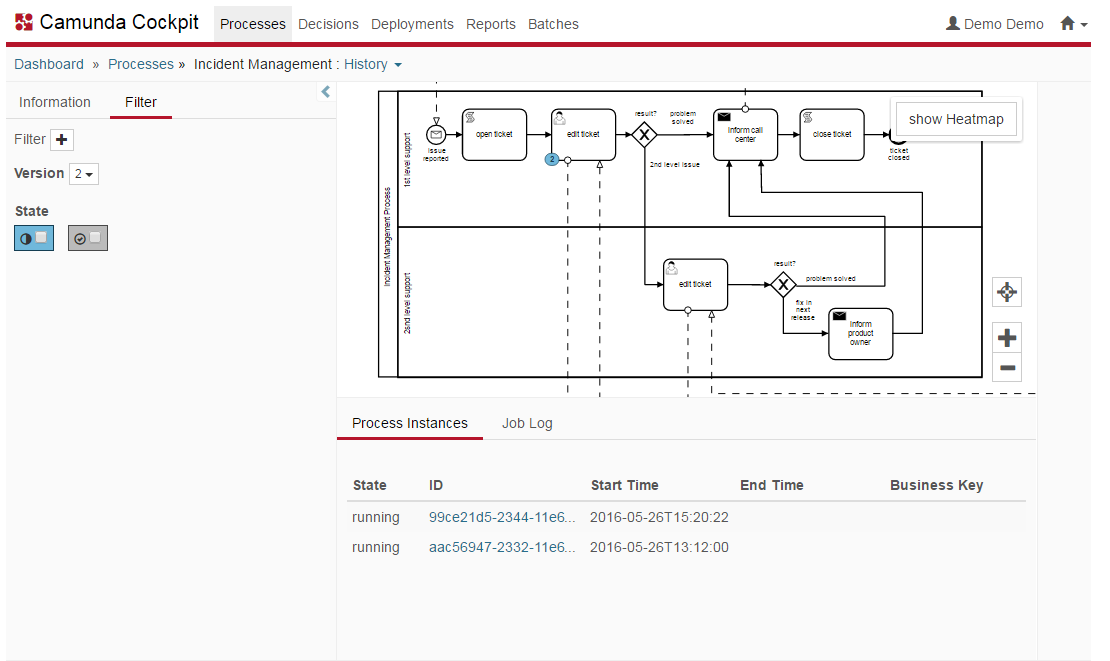 Camunda Cockpit
Processes Decisions Deployments Reports Batches
Demo Demo
Dashboard » Processes » Incident Management : History
Information Filter
Filter +
Version 2
State
show Heatmap
Incident Management Process
1st level support
issue
reported
open ticket
edit ticket
2
result?
X
problem
solved
2nd level issue
Inform call
center
close ticket
ticket
closed
2snd level support
edit ticket
result?
X
problem solved
fix in
next
release
Inform
product
owner
Process Instances Job Log
State ID Start Time End Time Business Key
running 99ce21d5-2344-11e6... 2016-05-26T15:20:22
running aac56947-2332-11e6... 2016-05-26T13:12:00